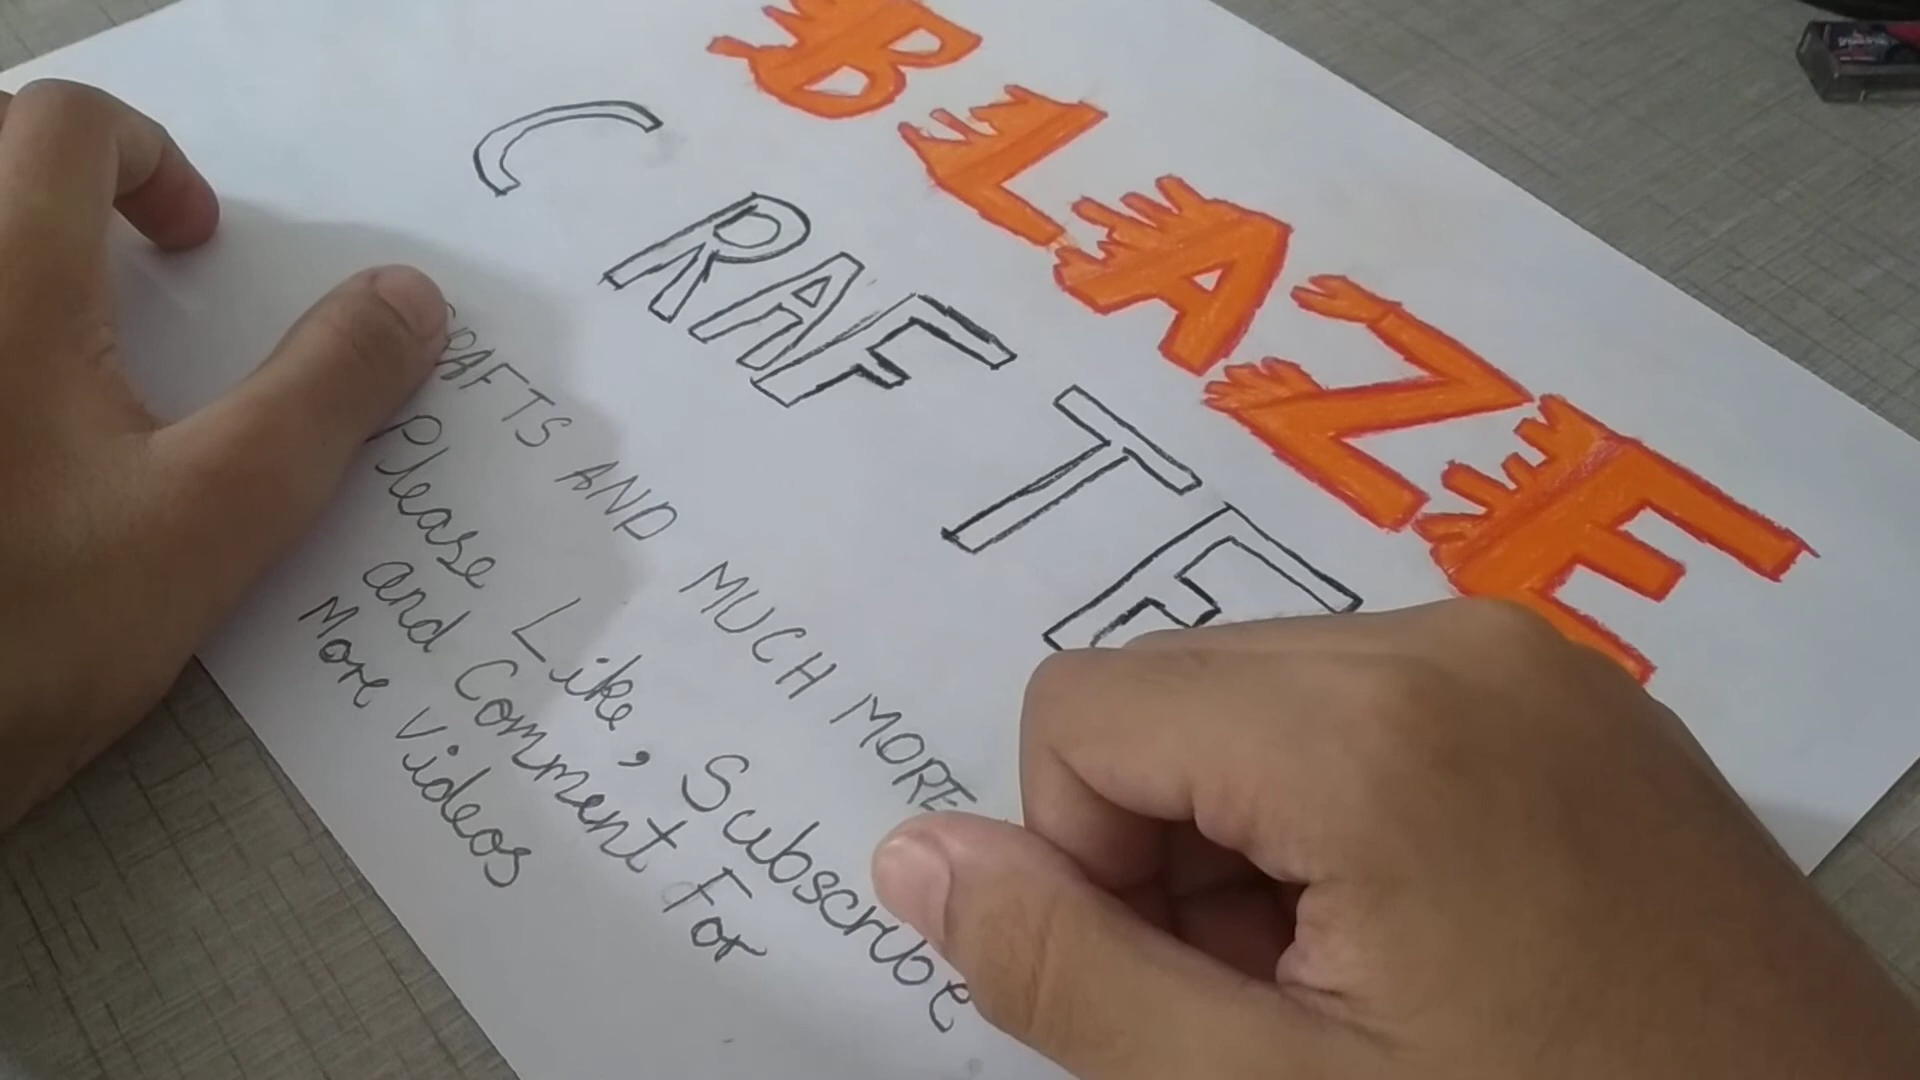 BLAZE
CRAFTE
CRAFTS AND MUCH MORE
Please Like, Subscribe
and Comment For
More videos